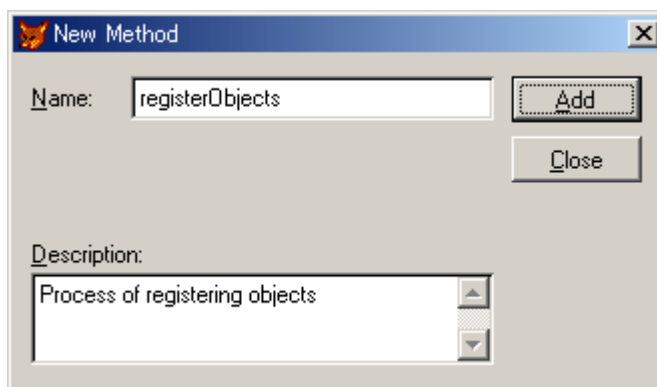 New Method
Name: registerObjects
Add
Close
Description:
Process of registering objects